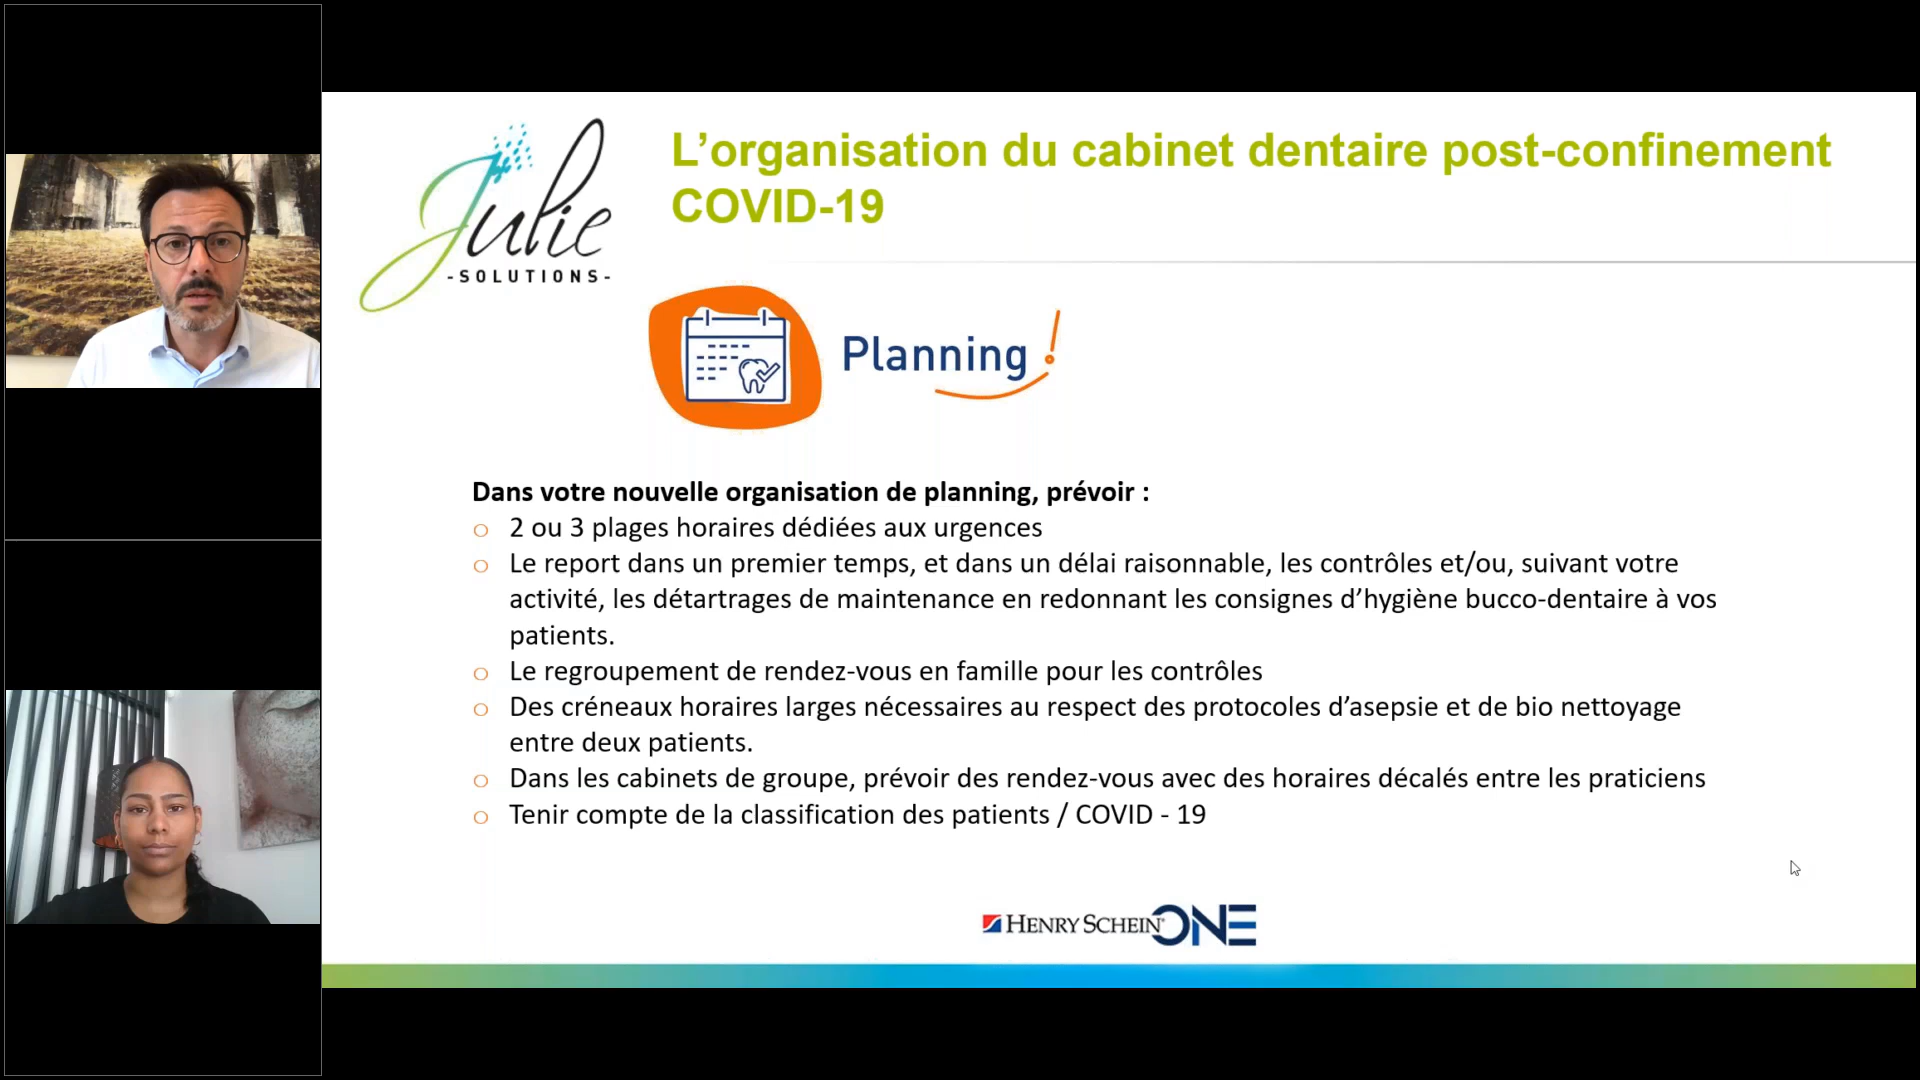 Julie
-SOLUTIONS-
L’organisation du cabinet dentaire post-confinement
COVID-19
Planning !
Dans votre nouvelle organisation de planning, prévoir :
o 2 ou 3 plages horaires dédiées aux urgences
o Le report dans un premier temps, et dans un délai raisonnable, les contrôles et/ou, suivant votre
activité, les détartrages de maintenance en redonnant les consignes d’hygiène bucco-dentaire à vos
patients.
o Le regroupement de rendez-vous en famille pour les contrôles
o Des créneaux horaires larges nécessaires au respect des protocoles d’asepsie et de bio nettoyage
entre deux patients.
o Dans les cabinets de groupe, prévoir des rendez-vous avec des horaires décalés entre les praticiens
o Tenir compte de la classification des patients / COVID - 19
HENRY SCHEIN® ONE